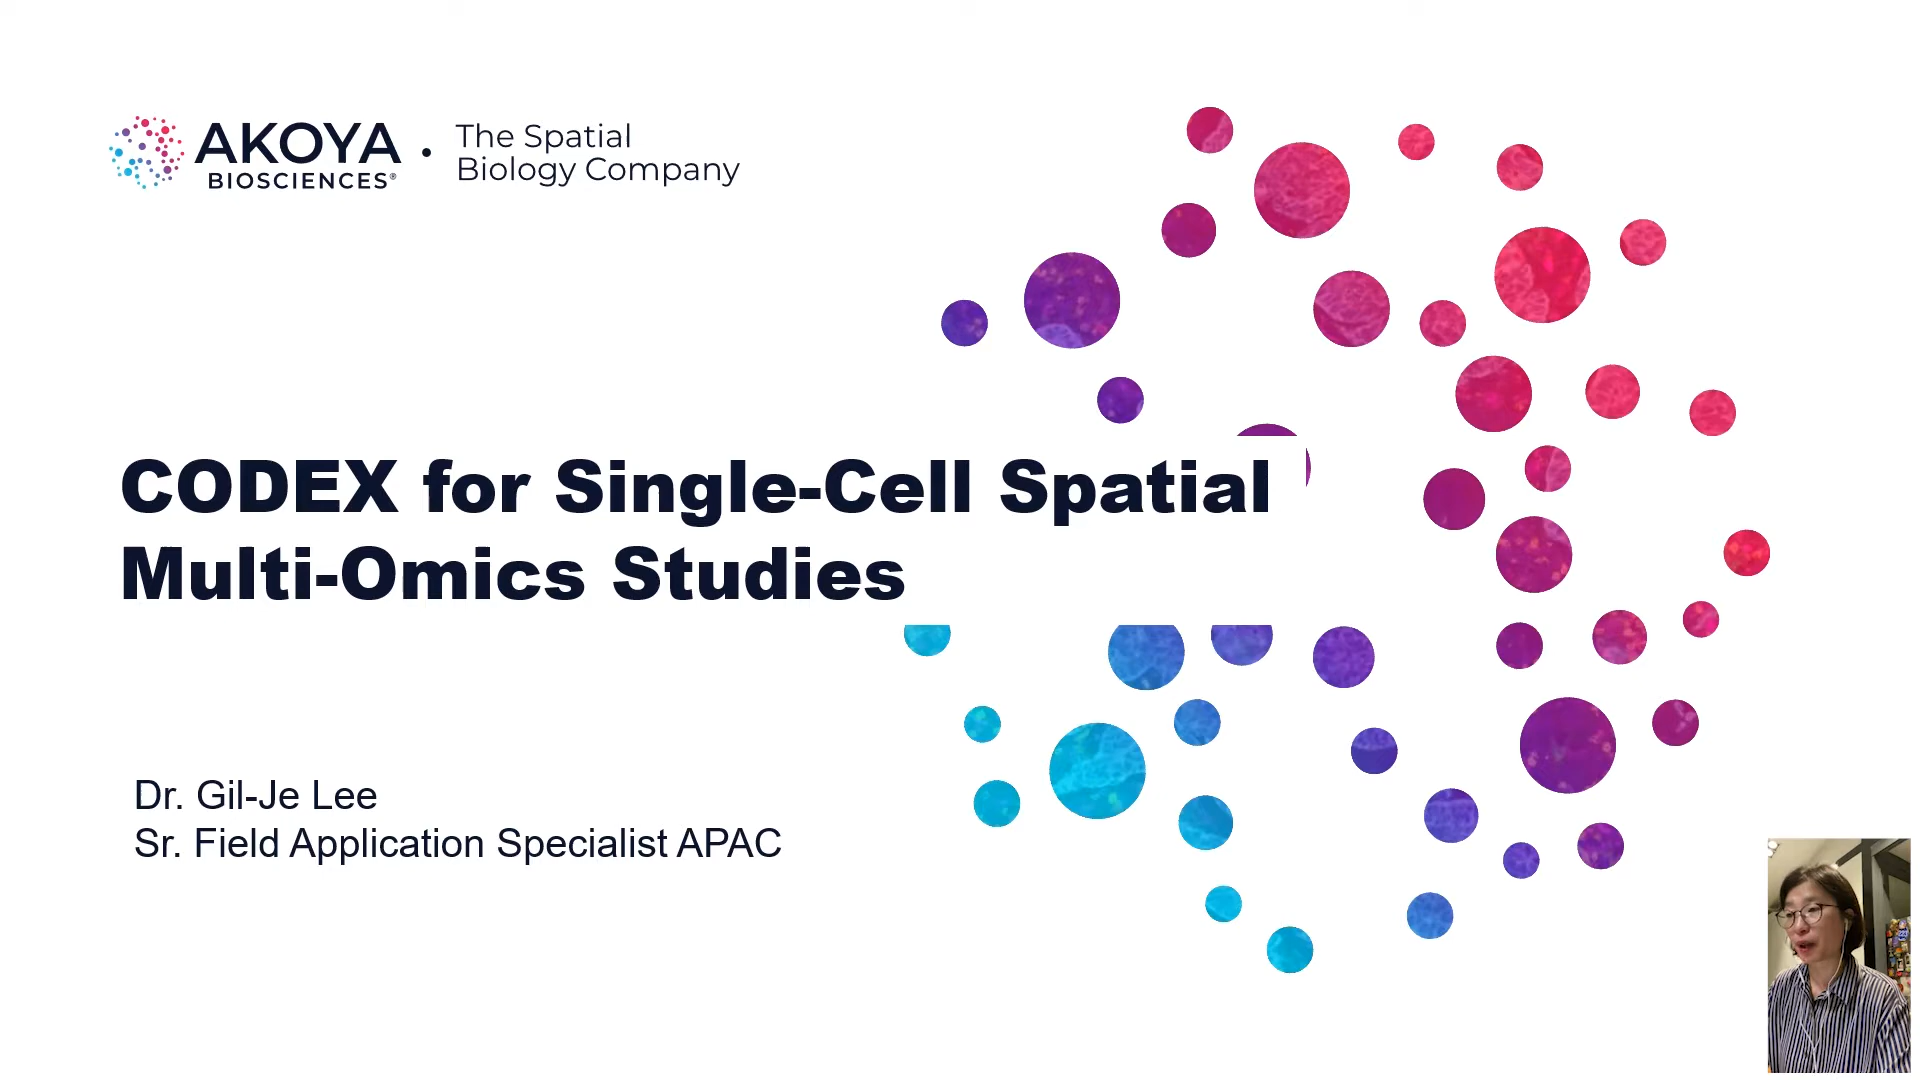 AKOYA
BIOSCIENCES®
•
The Spatial
Biology Company
CODEX for Single-Cell Spatial
Multi-Omics Studies
Dr. Gil-Je Lee
Sr. Field Application Specialist APAC